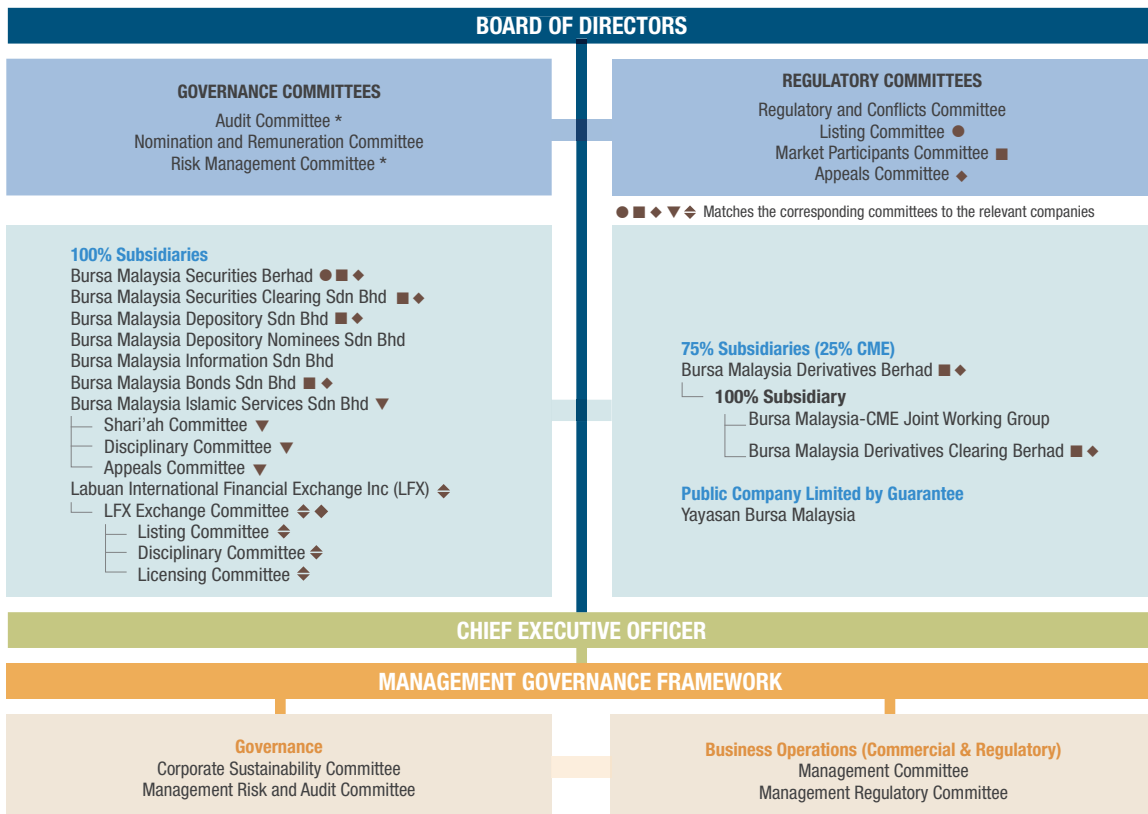 BOARD OF DIRECTORS
GOVERNANCE COMMITTEES
Audit Committee *
Nomination and Remuneration Committee
Risk Management Committee *
REGULATORY COMMITTEES
Regulatory and Conflicts Committee
Listing Committee ●
Market Participants Committee ■
Appeals Committee ◆
● ■ ◆ ▼ ⬘ Matches the corresponding committees to the relevant companies
100% Subsidiaries
Bursa Malaysia Securities Berhad ● ■ ◆
Bursa Malaysia Securities Clearing Sdn Bhd ■ ◆
Bursa Malaysia Depository Sdn Bhd ■ ◆
Bursa Malaysia Depository Nominees Sdn Bhd
Bursa Malaysia Information Sdn Bhd
Bursa Malaysia Bonds Sdn Bhd ■ ◆
Bursa Malaysia Islamic Services Sdn Bhd ▼
Shari'ah Committee ▼
Disciplinary Committee ▼
Appeals Committee ▼
Labuan International Financial Exchange Inc (LFX) ⬘
LFX Exchange Committee ⬘ ◆
Listing Committee ⬘
Disciplinary Committee ⬘
Licensing Committee ⬘
75% Subsidiaries (25% CME)
Bursa Malaysia Derivatives Berhad ■ ◆
100% Subsidiary
Bursa Malaysia-CME Joint Working Group
Bursa Malaysia Derivatives Clearing Berhad ■ ◆
Public Company Limited by Guarantee
Yayasan Bursa Malaysia
CHIEF EXECUTIVE OFFICER
MANAGEMENT GOVERNANCE FRAMEWORK
Governance
Corporate Sustainability Committee
Management Risk and Audit Committee
Business Operations (Commercial & Regulatory)
Management Committee
Management Regulatory Committee